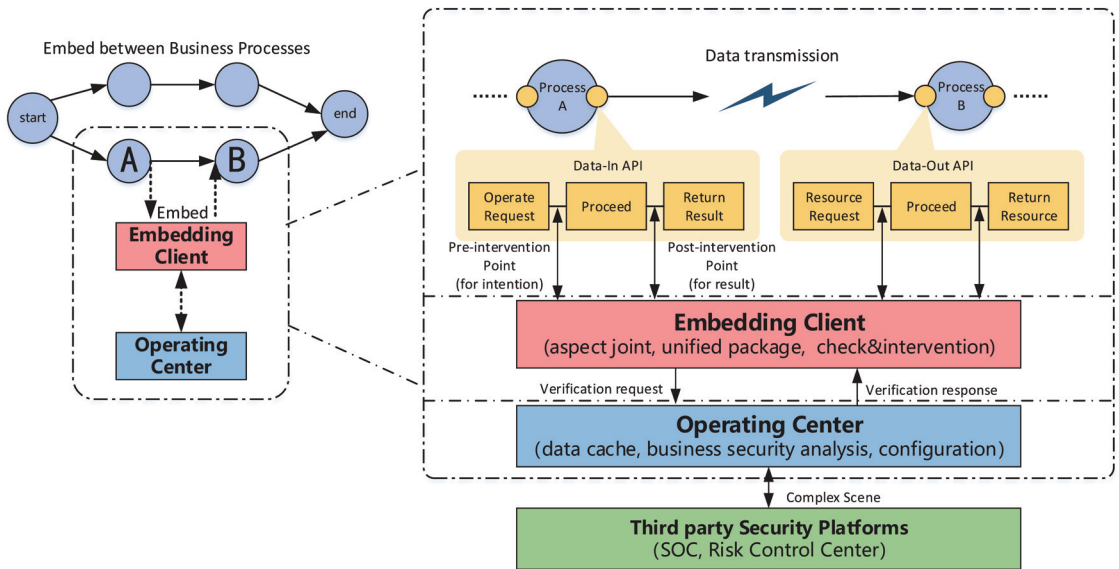 Embed between Business Processes
start
end
A
B
Embed
Embedding
Client
Operating
Center
Data transmission
Process
A
Process
B
Data-In API
Operate
Request
Proceed
Return
Result
Data-Out API
Resource
Request
Proceed
Return
Resource
Pre-intervention
Point
(for intention)
Post-intervention
Point
(for result)
Embedding Client
(aspect joint, unified package, check&intervention)
Verification request
Verification response
Operating Center
(data cache, business security analysis, configuration)
Complex Scene
Third party Security Platforms
(SOC, Risk Control Center)